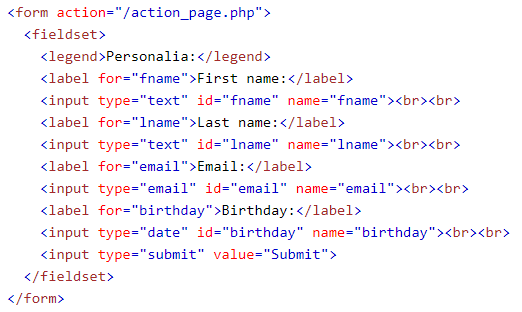 <form action="/action_page.php">
<fieldset>
<legend>Personalia:</legend>
<label for="fname">First name:</label>
<input type="text" id="fname" name="fname"><br><br>
<label for="lname">Last name:</label>
<input type="text" id="lname" name="lname"><br><br>
<label for="email">Email:</label>
<input type="email" id="email" name="email"><br><br>
<label for="birthday">Birthday:</label>
<input type="date" id="birthday" name="birthday"><br><br>
<input type="submit" value="Submit">
</fieldset>
</form>